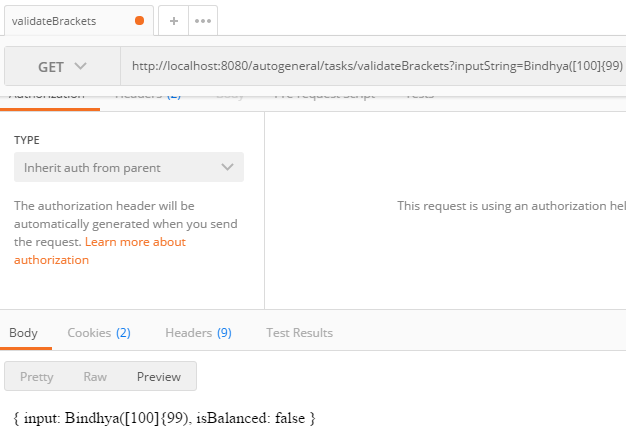 validateBrackets
GET
http://localhost:8080/autogeneral/tasks/validateBrackets?inputString=Bindhya([100]{99)
Authorization Headers (2) Body Pre-request Script Tests
TYPE
Inherit auth from parent
The authorization header will be
automatically generated when you send
the request. Learn more about
authorization
This request is using an authorization hel
Body Cookies (2) Headers (9) Test Results
Pretty Raw Preview
{ input: Bindhya([100]{99), isBalanced: false }